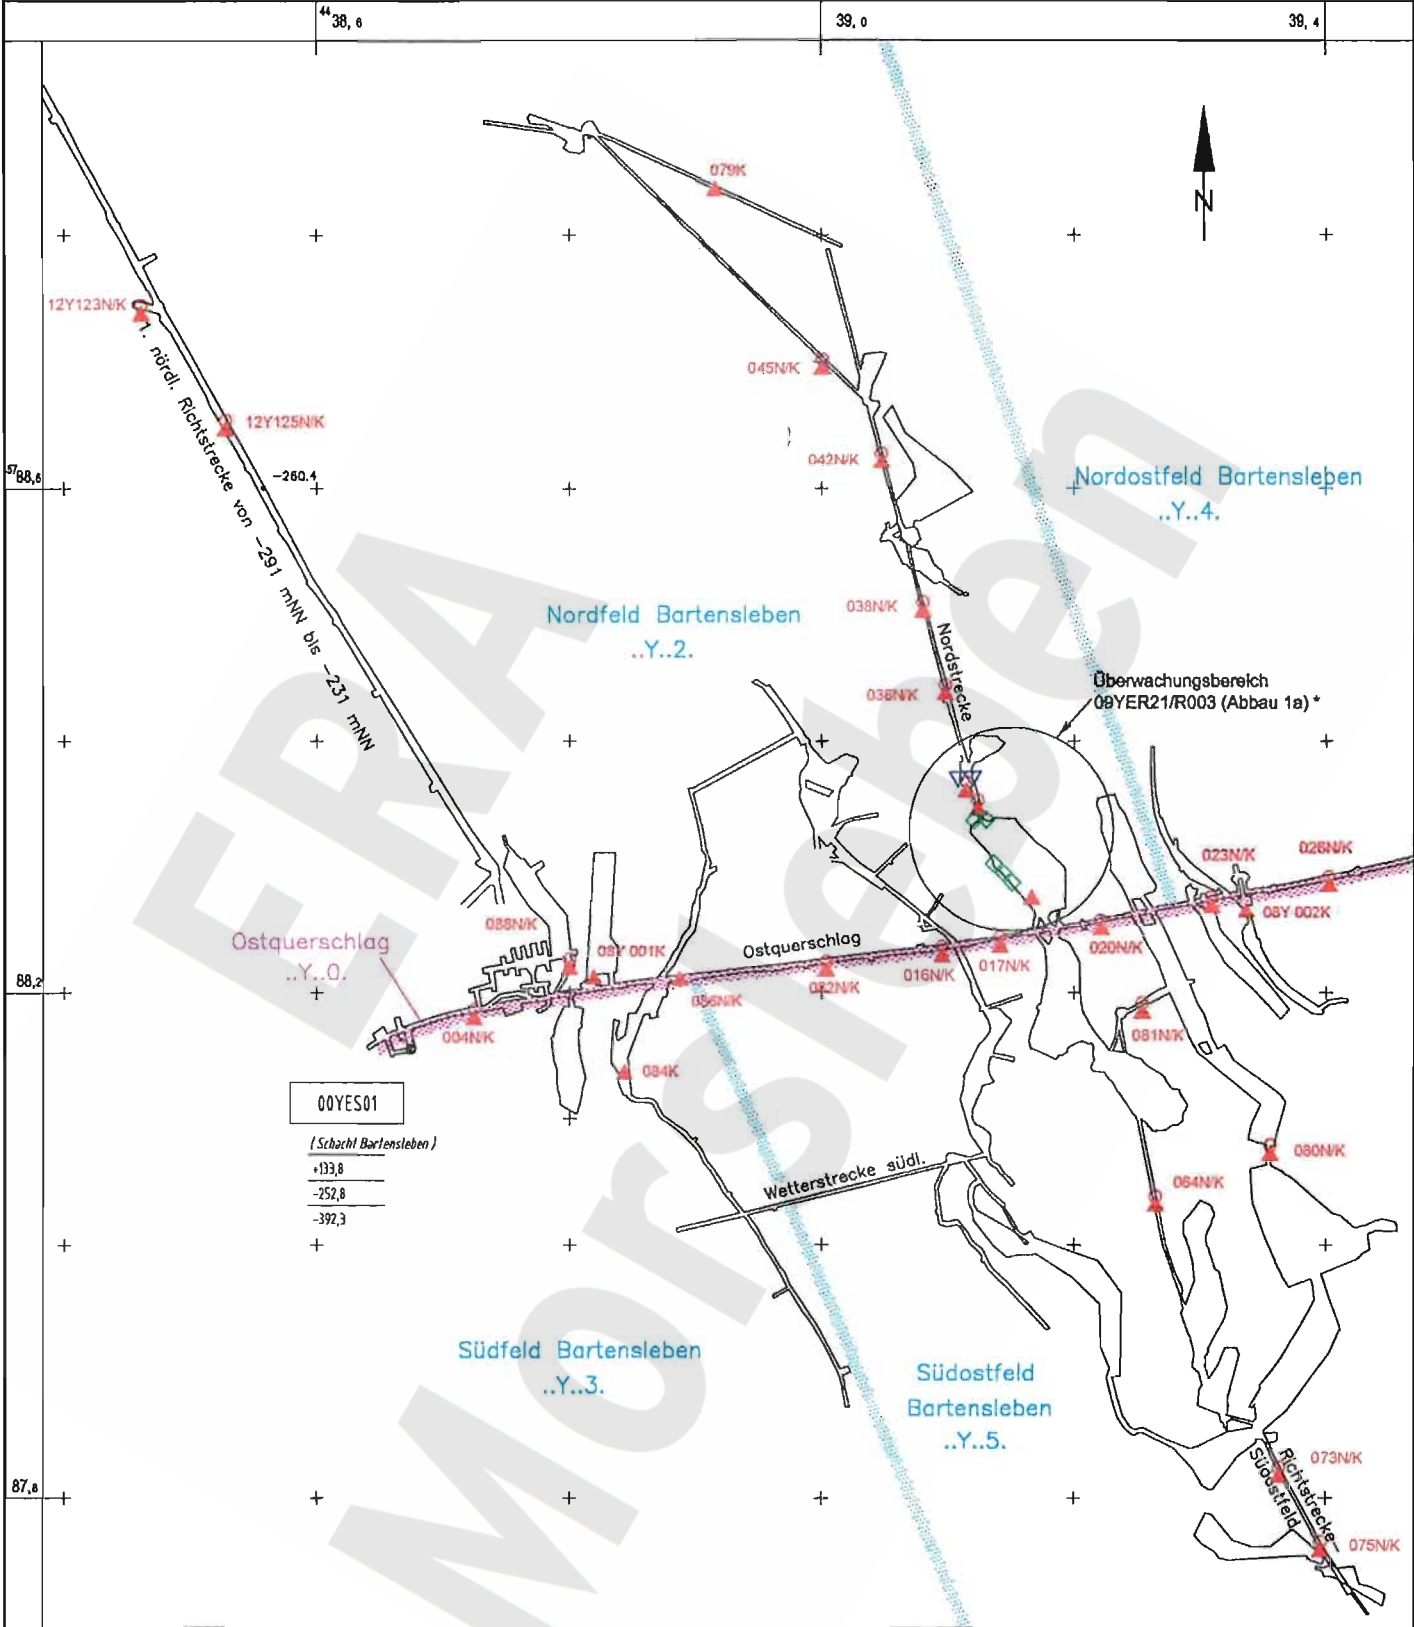 44 38,6
39,0
39,4
N
079K
12Y123N/K
1. nördl. Richtstrecke von -291 mNN bis -231 mNN
12Y125N/K
-260.4
045N/K
042N/K
57 88,6
Nordostfeld Bartensleben
..Y..4.
Nordfeld Bartensleben
..Y..2.
038N/K
Nordstrecke
036N/K
Überwachungsbereich
09YER21/R003 (Abbau 1a) *
023N/K
026N/K
08Y 002K
088N/K
08Y 001K
Ostquerschlag
..Y..0.
Ostquerschlag
020N/K
017N/K
016N/K
082N/K
086N/K
004N/K
88,2
081N/K
084K
00YES01
(Schacht Bartensleben)
+133,8
-252,8
-392,3
080N/K
Wetterstrecke südl.
064N/K
Südfeld Bartensleben
..Y..3.
Südostfeld
Bartensleben
..Y..5.
073N/K
Richtstrecke-
Südostfeld
87,8
075N/K
ERA
Morsleben